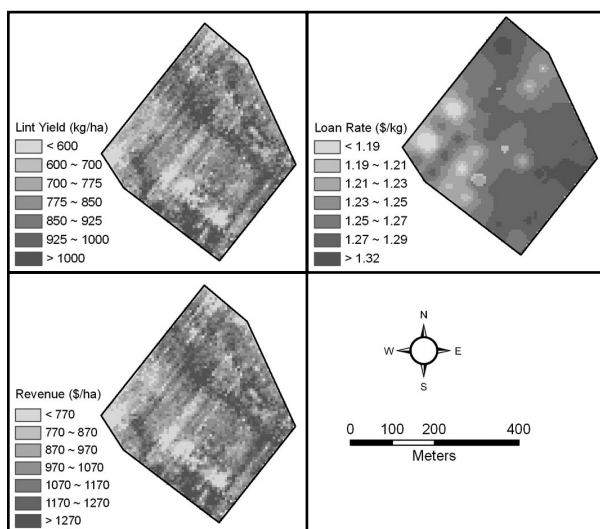 Lint Yield (kg/ha)
< 600
600 ~ 700
700 ~ 775
775 ~ 850
850 ~ 925
925 ~ 1000
> 1000
Loan Rate ($/kg)
< 1.19
1.19 ~ 1.21
1.21 ~ 1.23
1.23 ~ 1.25
1.25 ~ 1.27
1.27 ~ 1.29
> 1.32
Revenue ($/ha)
< 770
770 ~ 870
870 ~ 970
970 ~ 1070
1070 ~ 1170
1170 ~ 1270
> 1270
N
W E
S
0 100 200 400
Meters